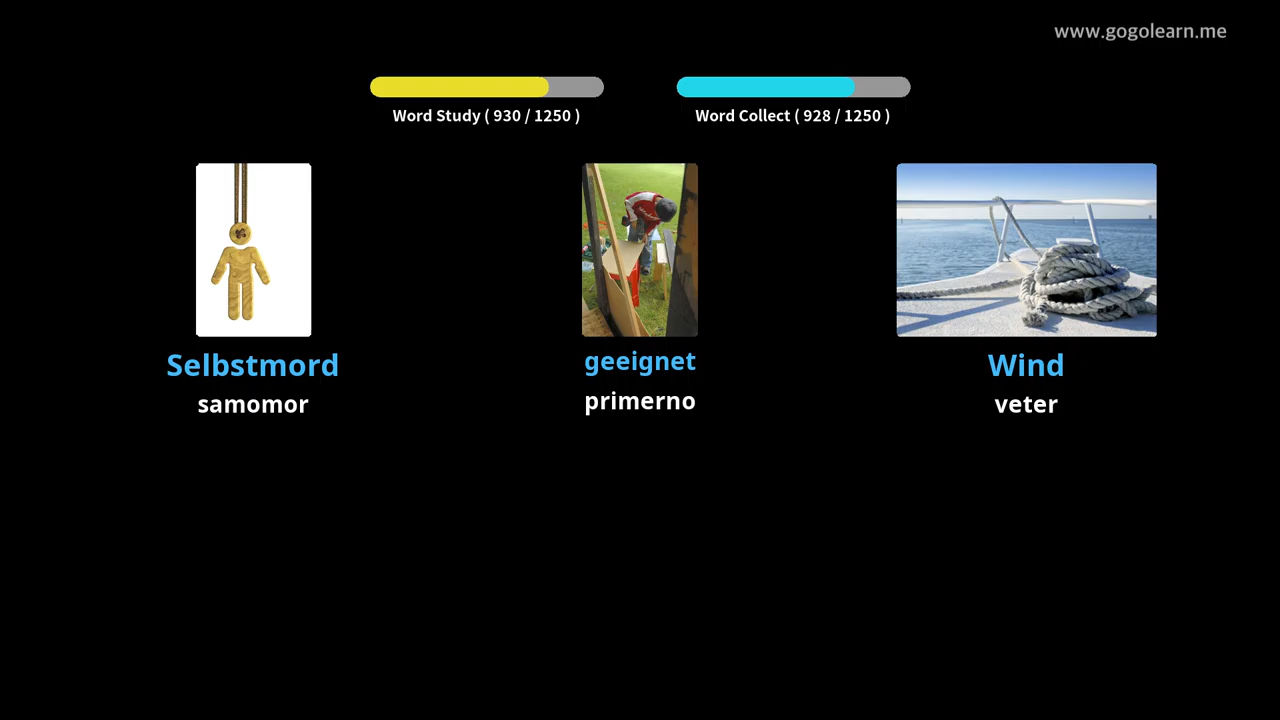 www.gogolearn.me
Word Study ( 930 / 1250 )
Word Collect ( 928 / 1250 )
Selbstmord
samomor
geeignet
primerno
Wind
veter